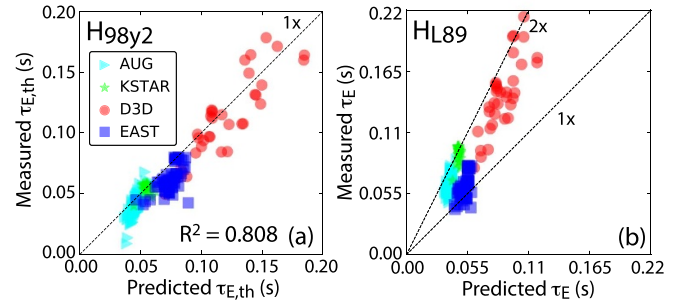 H98y2
1x
AUG
KSTAR
D3D
EAST
R² = 0.808
(a)
Measured τE,th (s)
0.20
0.15
0.10
0.05
0.00
0.00 0.05 0.10 0.15 0.20
Predicted τE,th (s)
HL89
2x
1x
(b)
Measured τE (s)
0.22
0.165
0.11
0.055
0.00
0.00 0.055 0.11 0.165 0.22
Predicted τE (s)